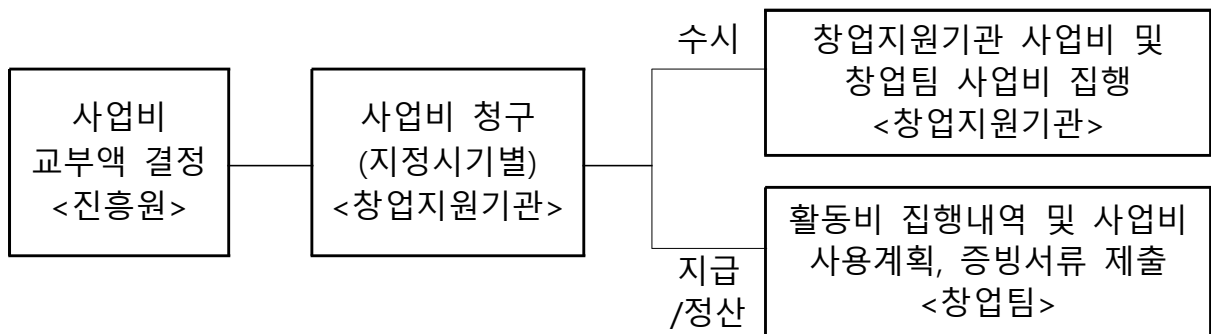 사업비
교부액 결정
<진흥원>
사업비 청구
(지정시기별)
<창업지원기관>
수시
창업지원기관 사업비 및
창업팀 사업비 집행
<창업지원기관>
지급
/정산
활동비 집행내역 및 사업비
사용계획, 증빙서류 제출
<창업팀>